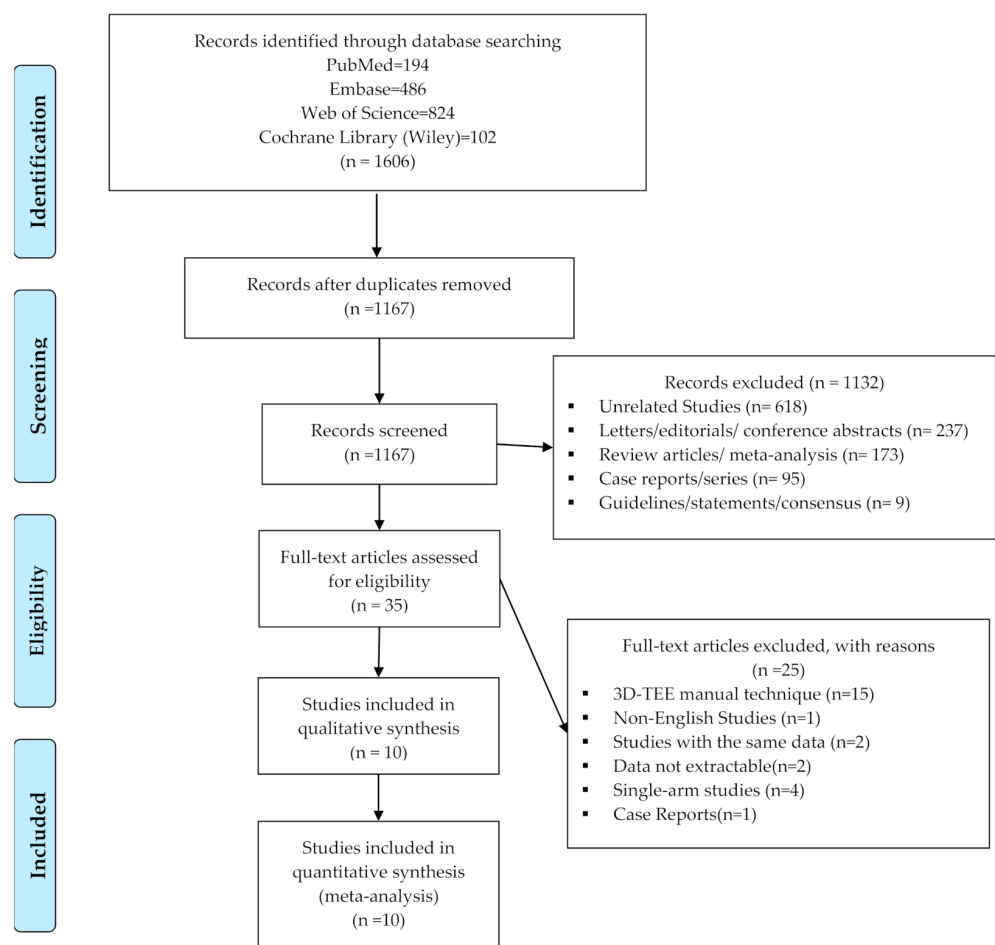 Identification
Records identified through database searching
PubMed=194
Embase=486
Web of Science=824
Cochrane Library (Wiley)=102
(n = 1606)
Records after duplicates removed
(n =1167)
Screening
Records screened
(n =1167)
Records excluded (n = 1132)
▪ Unrelated Studies (n= 618)
▪ Letters/editorials/ conference abstracts (n= 237)
▪ Review articles/ meta-analysis (n= 173)
▪ Case reports/series (n= 95)
▪ Guidelines/statements/consensus (n= 9)
Eligibility
Full-text articles assessed
for eligibility
(n = 35)
Full-text articles excluded, with reasons
(n =25)
▪ 3D-TEE manual technique (n=15)
▪ Non-English Studies (n=1)
▪ Studies with the same data (n=2)
▪ Data not extractable(n=2)
▪ Single-arm studies (n=4)
▪ Case Reports(n=1)
Studies included in
qualitative synthesis
(n = 10)
Included
Studies included in
quantitative synthesis
(meta-analysis)
(n =10)